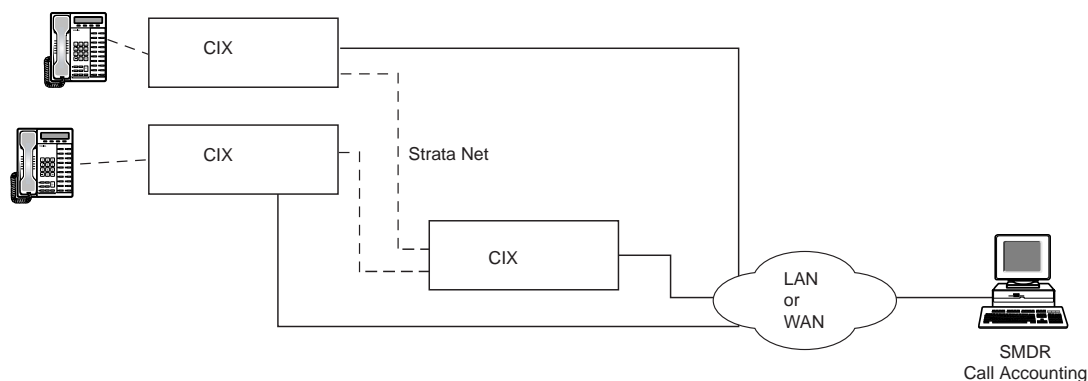 CIX
CIX
Strata Net
CIX
LAN
or
WAN
SMDR
Call Accounting